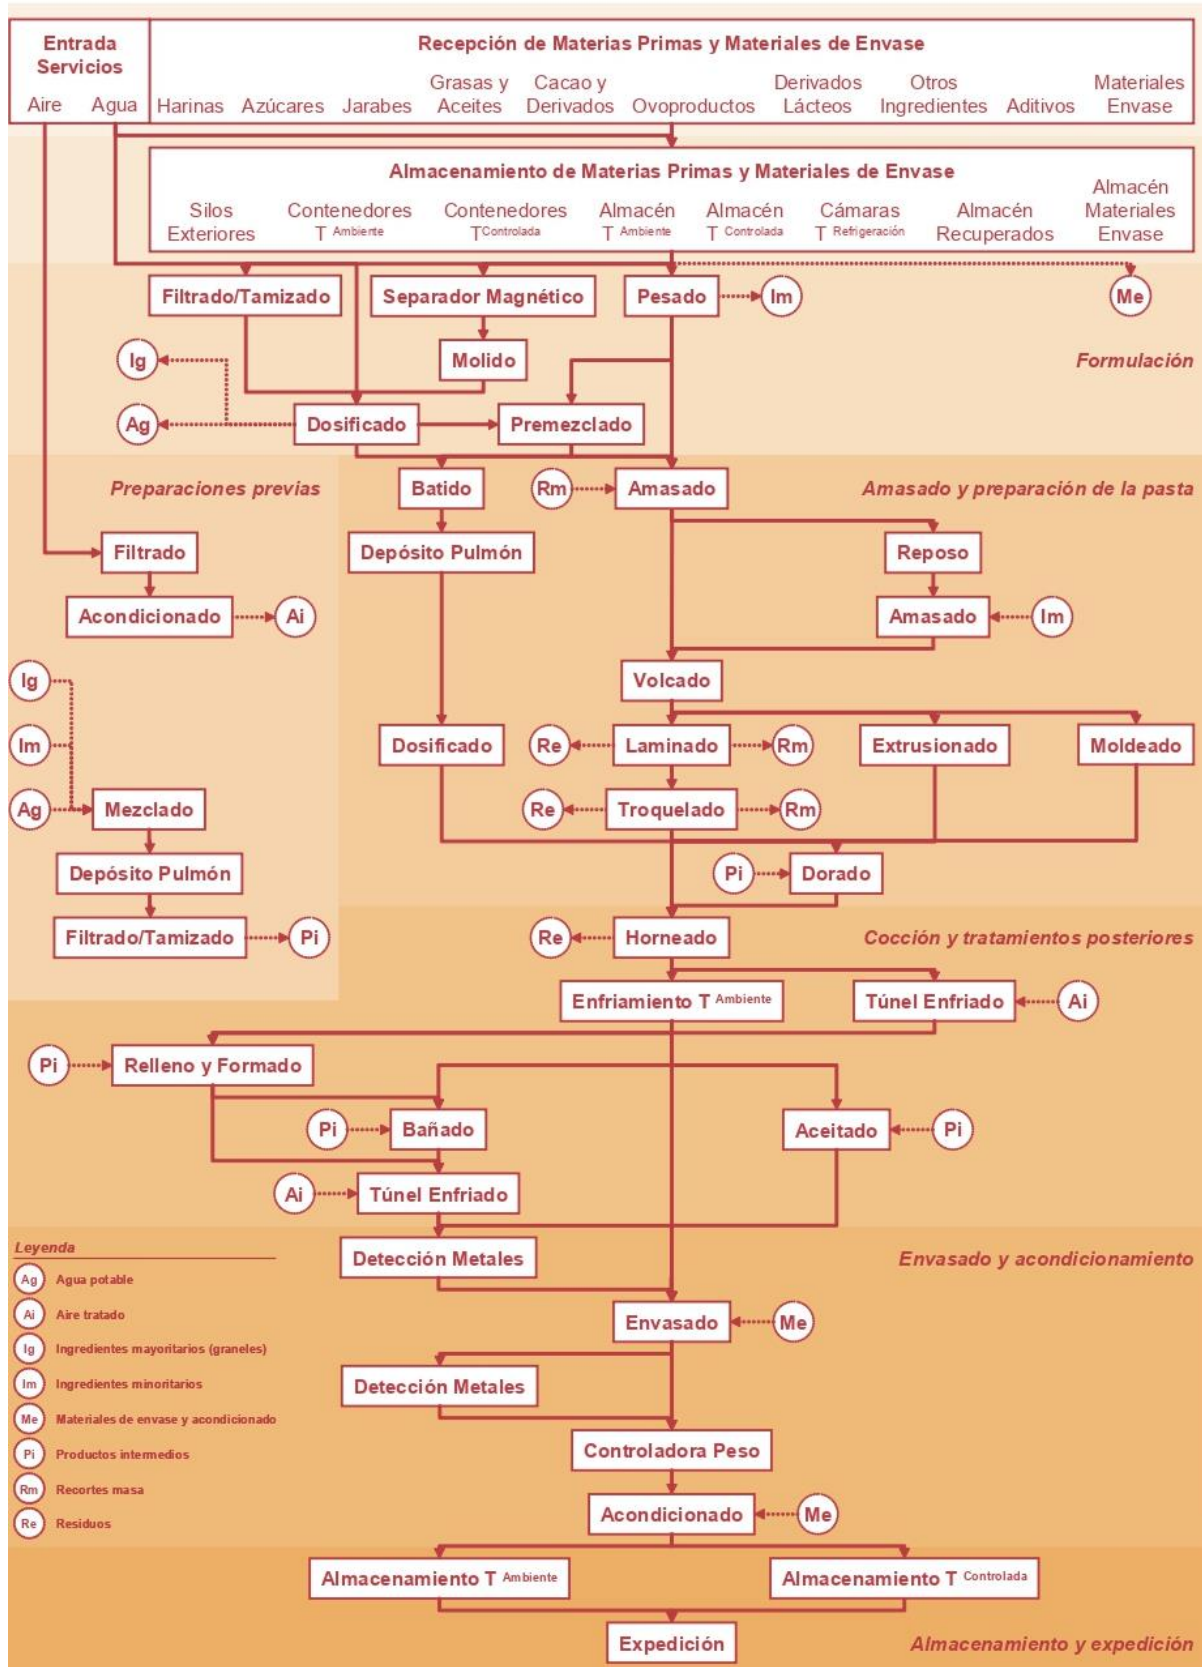 Entrada
Servicios
Aire
Agua
Recepción de Materias Primas y Materiales de Envase
Harinas
Azúcares
Jarabes
Grasas y
Aceites
Cacao y
Derivados
Ovoproductos
Derivados
Lácteos
Otros
Ingredientes
Aditivos
Materiales
Envase
Almacenamiento de Materias Primas y Materiales de Envase
Silos
Exteriores
Contenedores
T Ambiente
Contenedores
T Controlada
Almacén
T Ambiente
Almacén
T Controlada
Cámaras
T Refrigeración
Almacén
Recuperados
Almacén
Materiales
Envase
Filtrado/Tamizado
Separador Magnético
Pesado
Im
Me
Ig
Molido
Formulación
Ag
Dosificado
Premezclado
Preparaciones previas
Batido
Rm
Amasado
Amasado y preparación de la pasta
Filtrado
Depósito Pulmón
Reposo
Acondicionado
Ai
Amasado
Im
Ig
Volcado
Im
Dosificado
Re
Laminado
Rm
Extrusionado
Moldeado
Ag
Mezclado
Re
Troquelado
Rm
Depósito Pulmón
Pi
Dorado
Filtrado/Tamizado
Pi
Re
Horneado
Cocción y tratamientos posteriores
Enfriamiento T Ambiente
Túnel Enfriado
Ai
Pi
Relleno y Formado
Pi
Bañado
Aceitado
Pi
Ai
Túnel Enfriado
Leyenda
Ag
Agua potable
Ai
Aire tratado
Ig
Ingredientes mayoritarios (graneles)
Im
Ingredientes minoritarios
Me
Materiales de envase y acondicionado
Pi
Productos intermedios
Rm
Recortes masa
Re
Residuos
Detección Metales
Envasado y acondicionamiento
Envasado
Me
Detección Metales
Controladora Peso
Acondicionado
Me
Almacenamiento T Ambiente
Almacenamiento T Controlada
Expedición
Almacenamiento y expedición